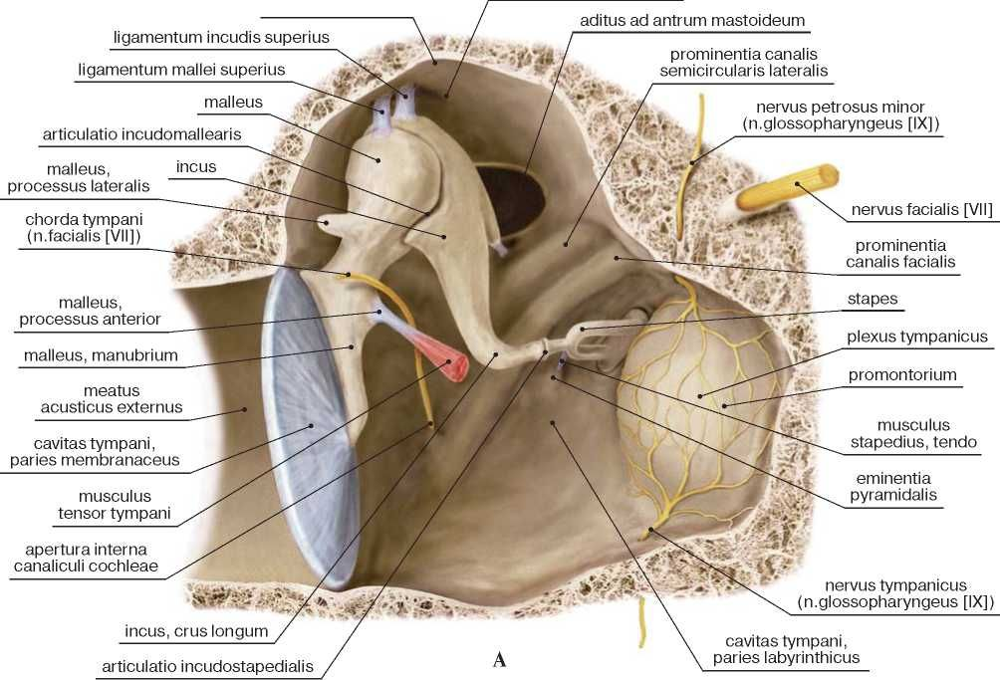 ligamentum incudis superius
ligamentum mallei superius
malleus
articulatio incudomallearis
malleus,
processus lateralis
incus
chorda tympani
(n.facialis [VII])
malleus,
processus anterior
malleus, manubrium
meatus
acusticus externus
cavitas tympani,
paries membranaceus
musculus
tensor tympani
apertura interna
canaliculi cochleae
incus, crus longum
articulatio incudostapedialis
aditus ad antrum mastoideum
prominentia canalis
semicircularis lateralis
nervus petrosus minor
(n.glossopharyngeus [IX])
nervus facialis [VII]
prominentia
canalis facialis
stapes
plexus tympanicus
promontorium
musculus
stapedius, tendo
eminentia
pyramidalis
nervus tympanicus
(n.glossopharyngeus [IX])
cavitas tympani,
paries labyrinthicus
A